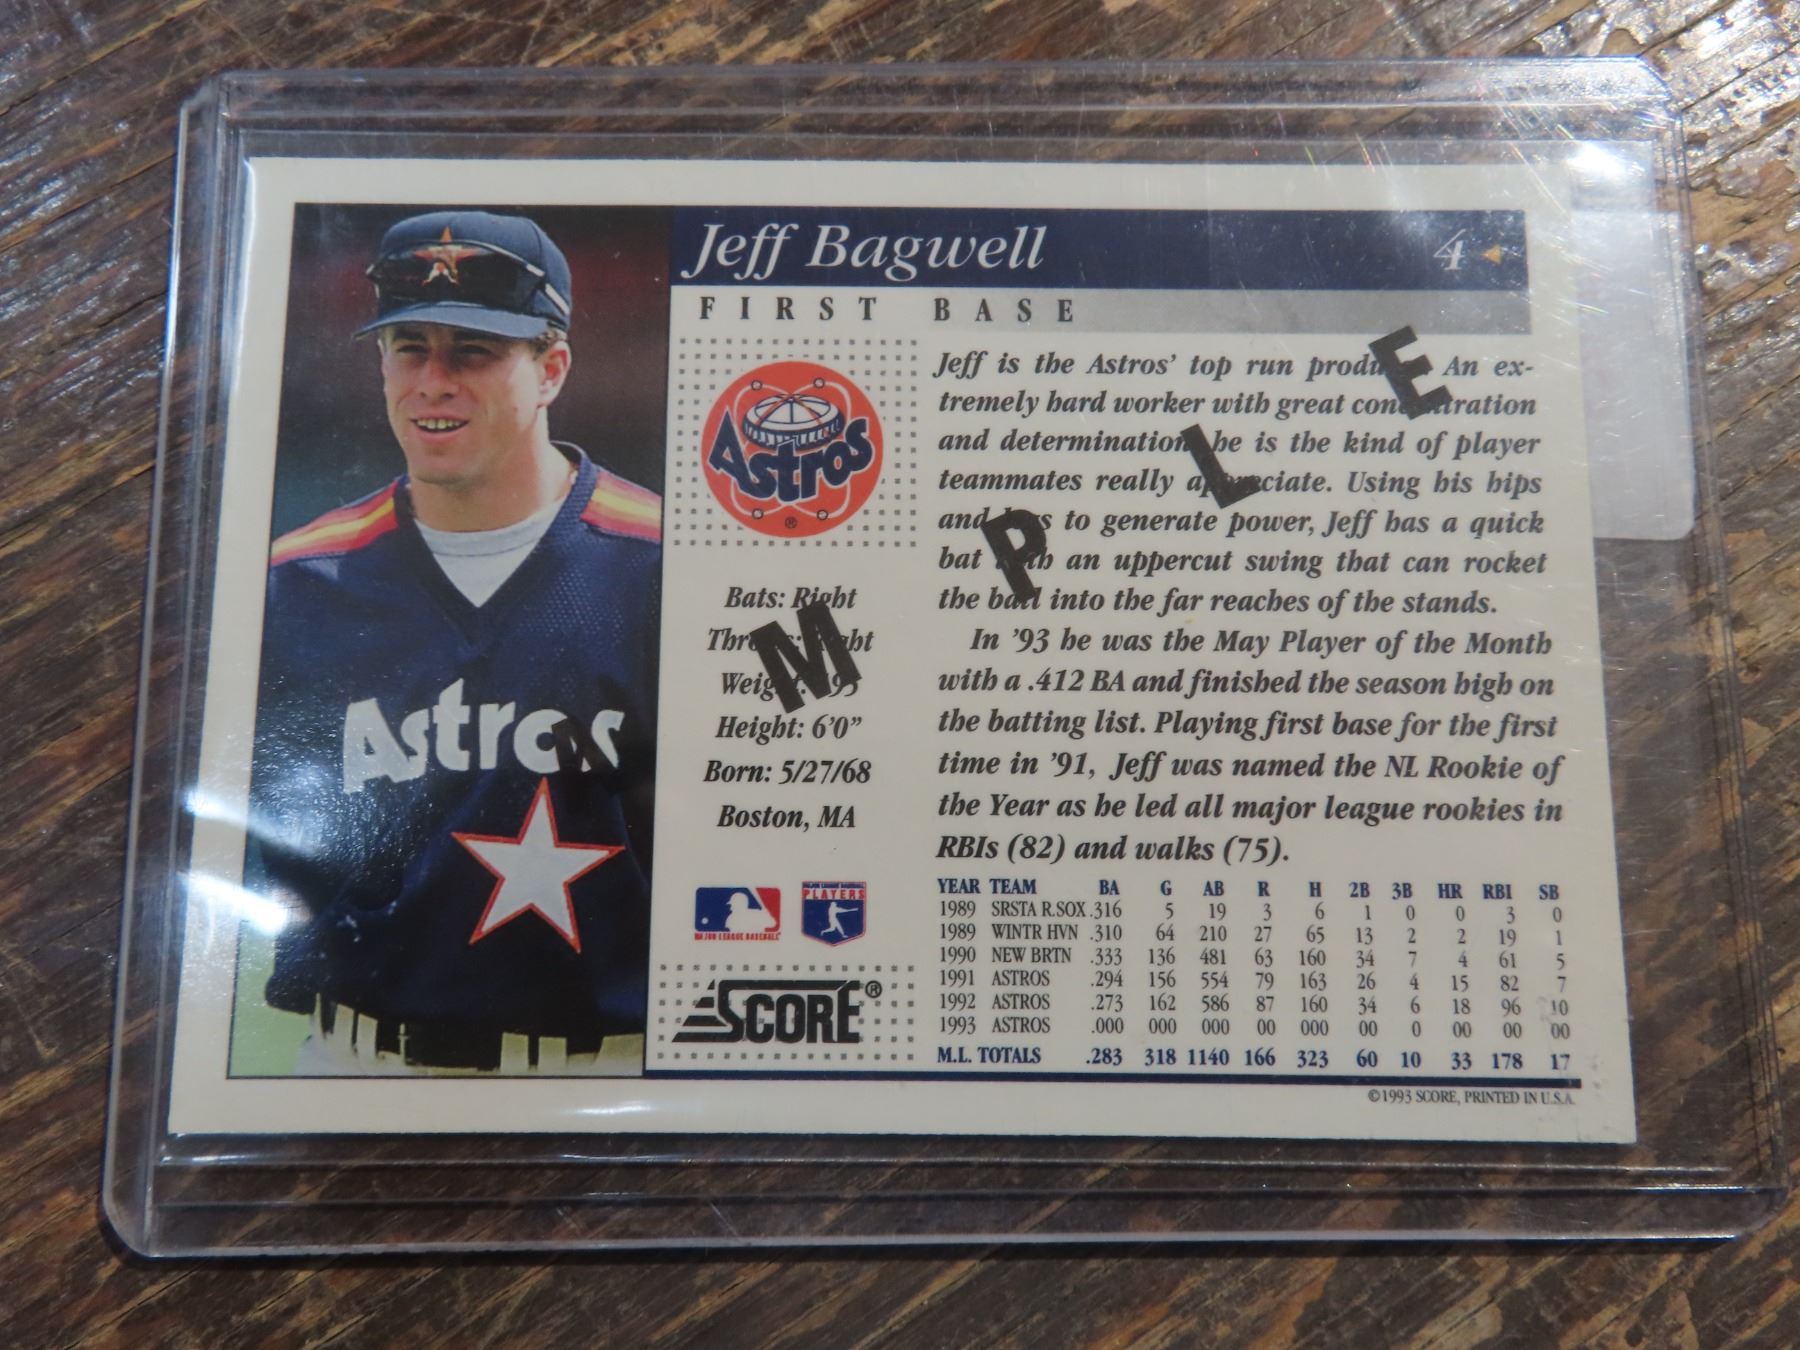 Jeff Bagwell 4
FIRST BASE
Astros
®
Bats: Right
Height: 6'0"
Born: 5/27/68
Boston, MA
MAJOR LEAGUE BASEBALL
MAJOR LEAGUE BASEBALL
PLAYERS
SCORE®
Jeff is the Astros' top run An ex-
tremely hard worker with great
and determination he is the kind of player
teammates really Using his hips
and to generate power, Jeff has a quick
bat an uppercut swing that can rocket
the ball into the far reaches of the stands.
In '93 he was the May Player of the Month
with a .412 BA and finished the season high on
the batting list. Playing first base for the first
time in '91, Jeff was named the NL Rookie of
the Year as he led all major league rookies in
RBIs (82) and walks (75).
YEAR TEAM BA G AB R H 2B 3B HR RBI SB
1989 SRSTA R.SOX .316 5 19 3 6 1 0 0 3 0
1989 WINTR HVN .310 64 210 27 65 13 2 2 19 1
1990 NEW BRTN .333 136 481 63 160 34 7 4 61 5
1991 ASTROS .294 156 554 79 163 26 4 15 82 7
1992 ASTROS .273 162 586 87 160 34 6 18 96 10
1993 ASTROS .000 000 000 00 000 00 0 00 00 00
M.L. TOTALS .283 318 1140 166 323 60 10 33 178 17
©1993 SCORE, PRINTED IN U.S.A.
Astros
A M P L E